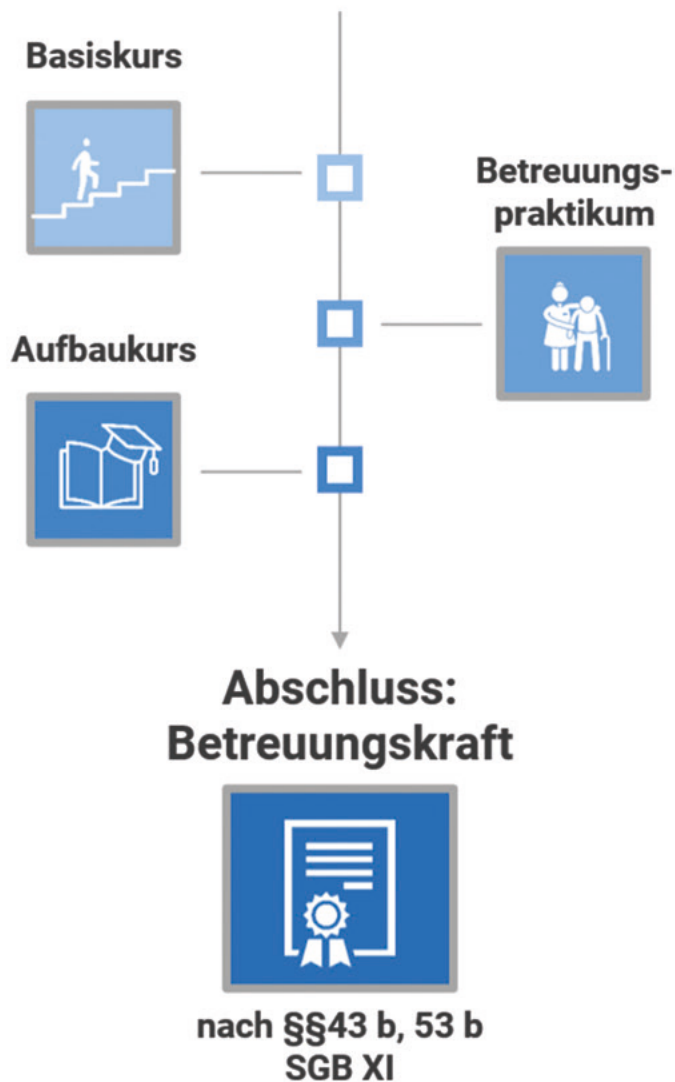 Basiskurs
Betreuungs-
praktikum
Aufbaukurs
Abschluss:
Betreuungskraft
nach §§43 b, 53 b
SGB XI